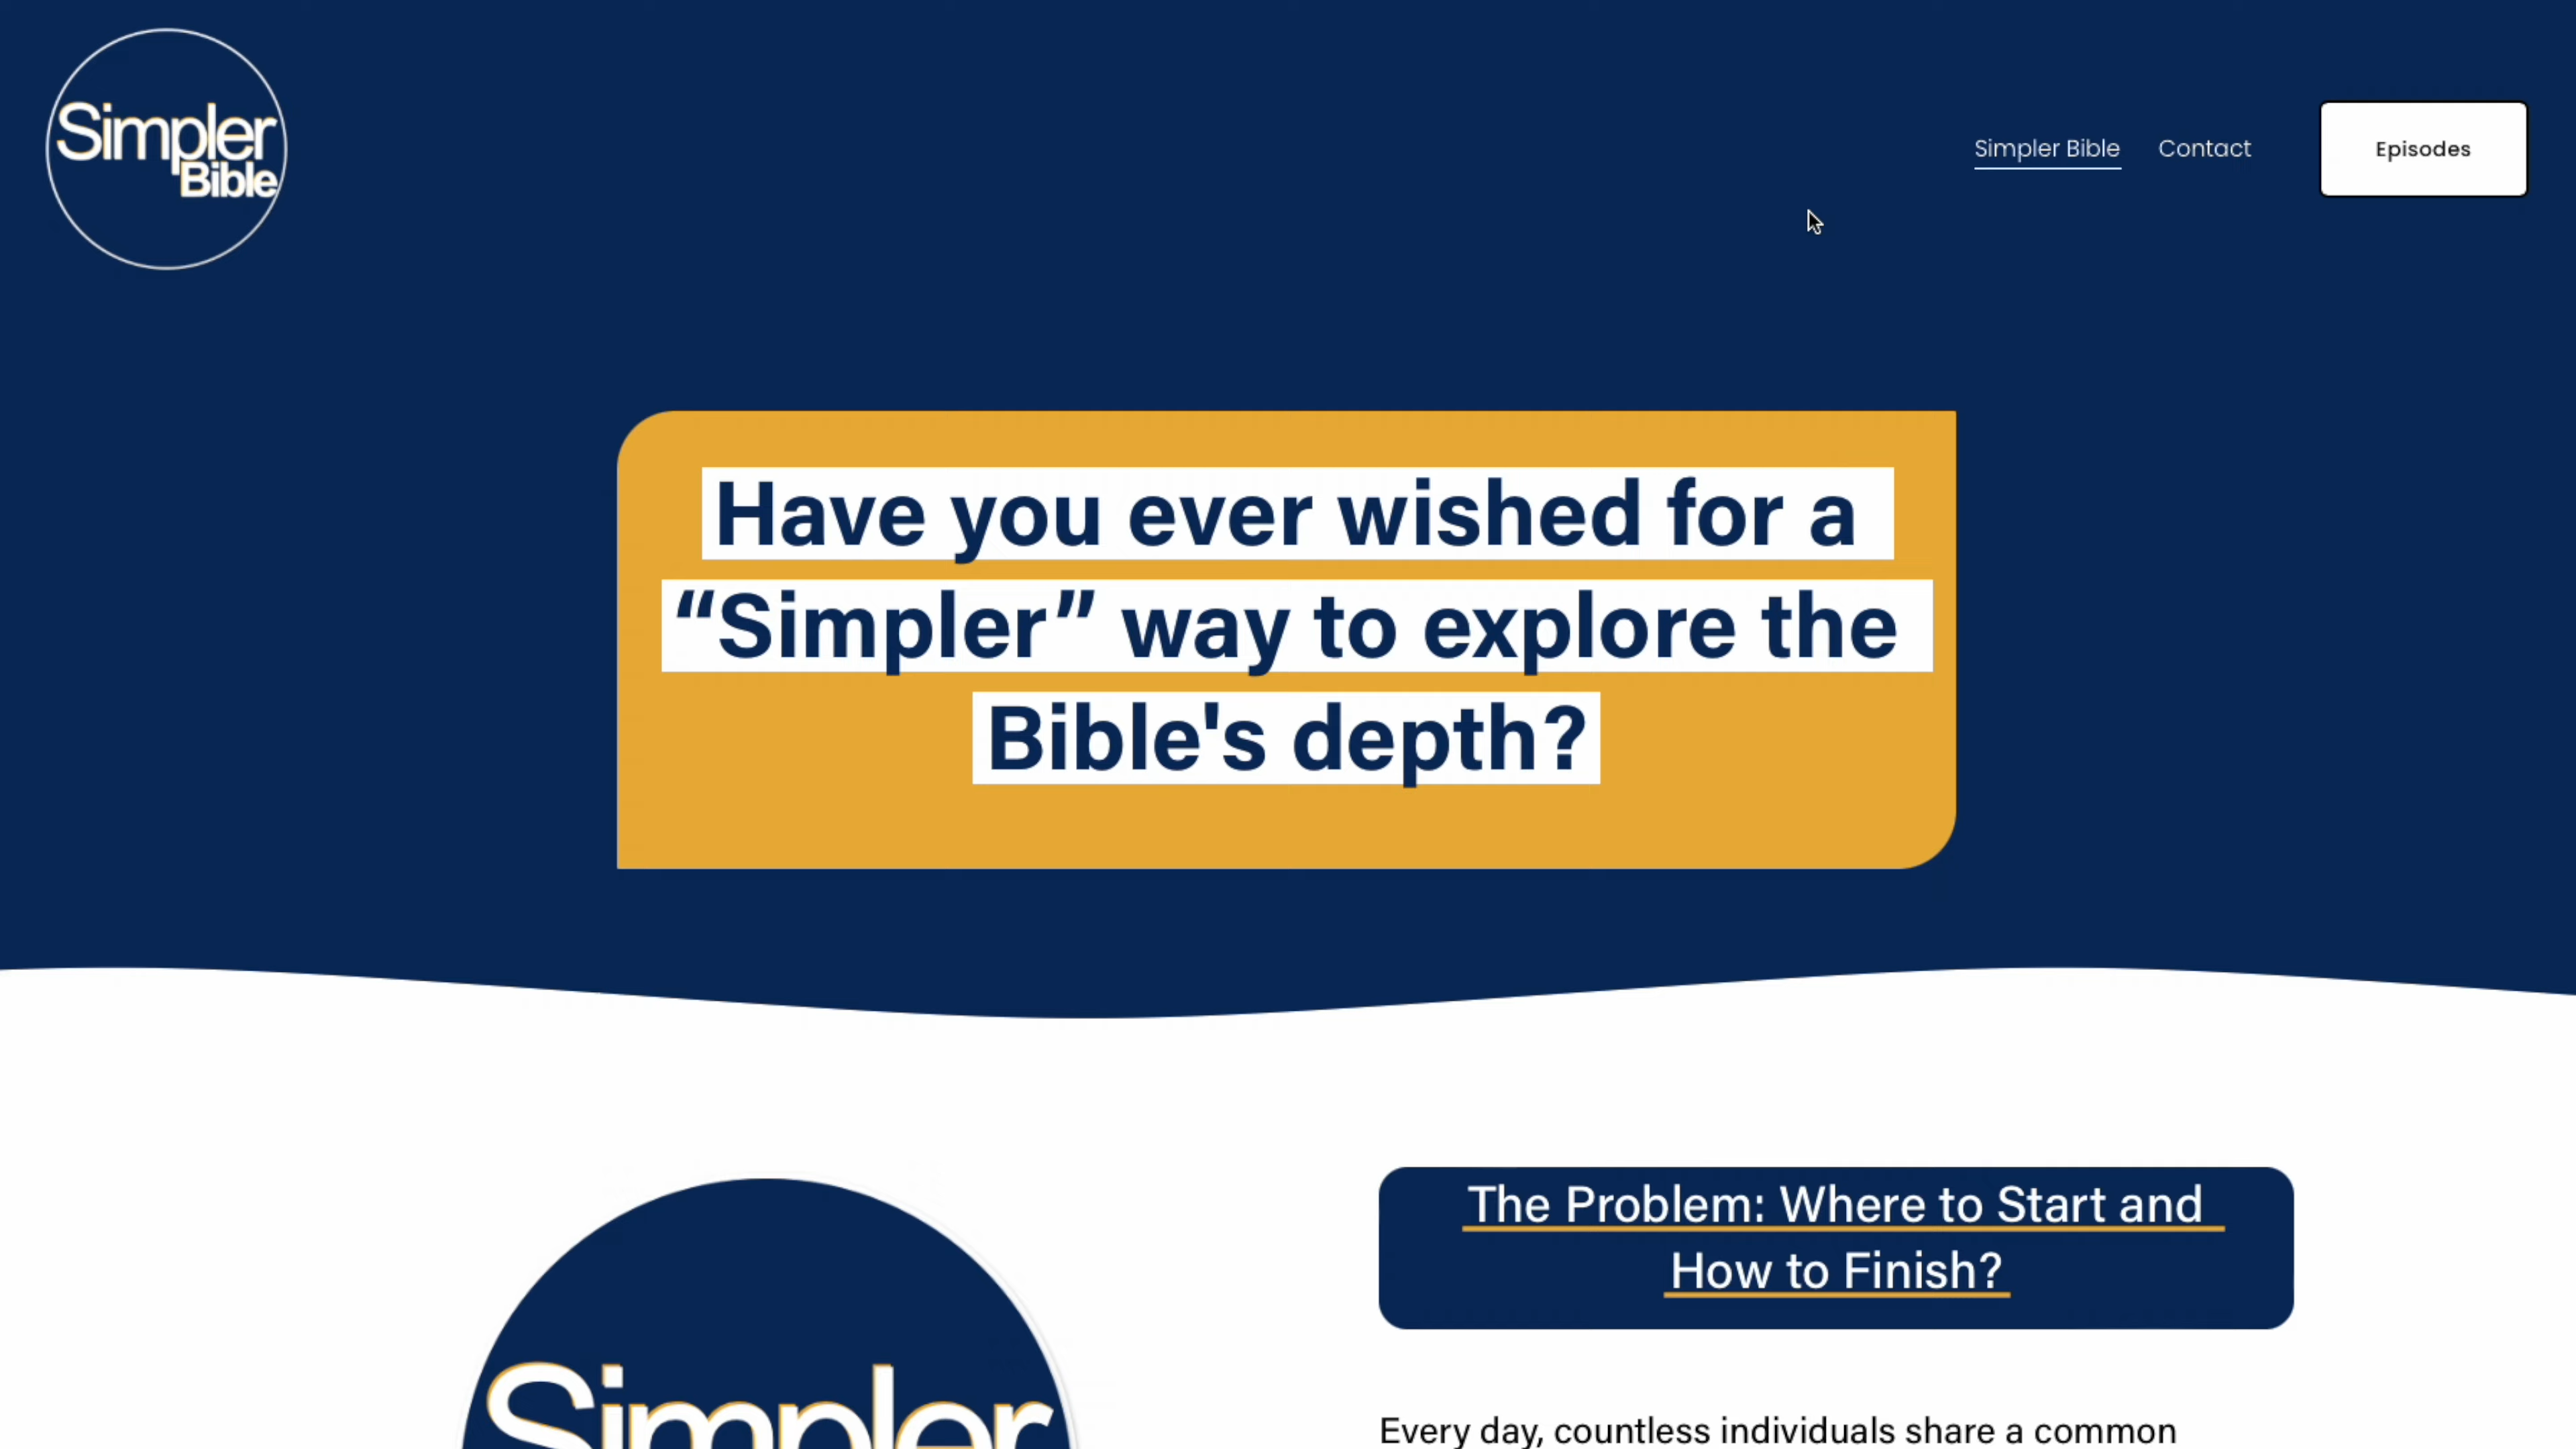 Simpler
Bible
Simpler Bible
Contact
Episodes
Have you ever wished for a
“Simpler” way to explore the
Bible's depth?
The Problem: Where to Start and
How to Finish?
Simpler
Every day, countless individuals share a common